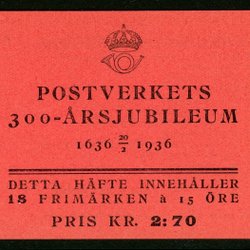 POSTVERKETS
300-ÅRSJUBILEUM
1636 20/2 1936
DETTA HÄFTE INNEHÅLLER
18 FRIMÄRKEN à 15 ÖRE
PRIS KR. 2:70